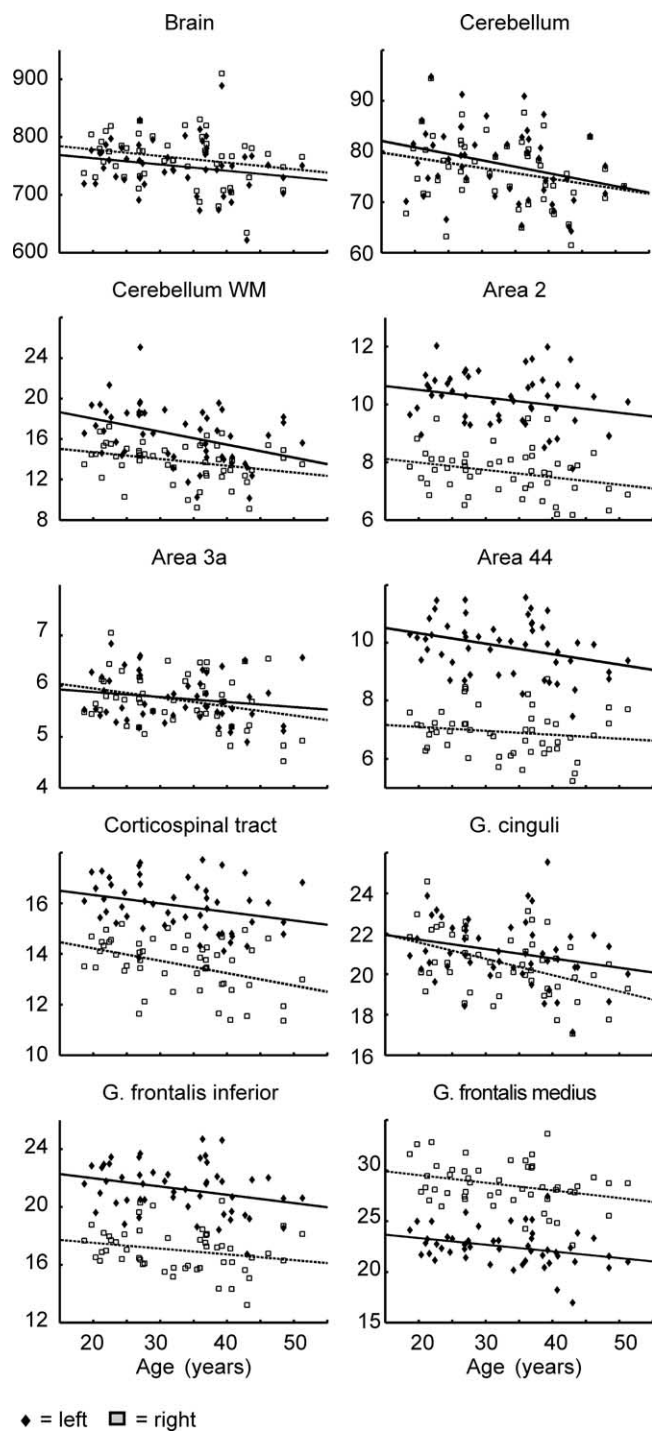 Brain
Cerebellum
900
800
700
600
90
80
70
60
Cerebellum WM
Area 2
24
20
16
12
8
12
10
8
6
Area 3a
Area 44
7
6
5
4
10
8
6
Corticospinal tract
G. cinguli
16
14
12
10
24
22
20
18
16
G. frontalis inferior
G. frontalis medius
24
20
16
12
30
25
20
15
20 30 40 50
20 30 40 50
Age (years)
Age (years)
♦ = left □ = right